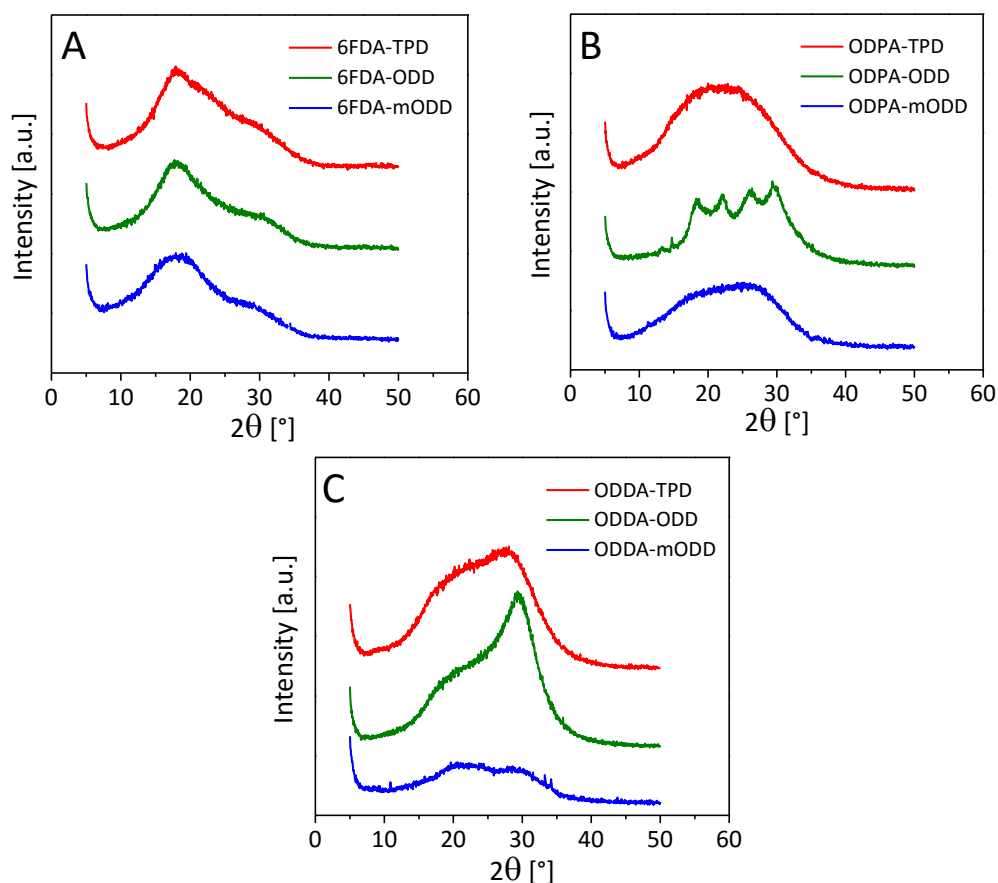 A
6FDA-TPD
6FDA-ODD
6FDA-mODD
Intensity [a.u.]
0 10 20 30 40 50 60
2θ [°]
B
ODPA-TPD
ODPA-ODD
ODPA-mODD
Intensity [a.u.]
0 10 20 30 40 50 60
2θ [°]
C
ODDA-TPD
ODDA-ODD
ODDA-mODD
Intensity [a.u.]
0 10 20 30 40 50 60
2θ [°]